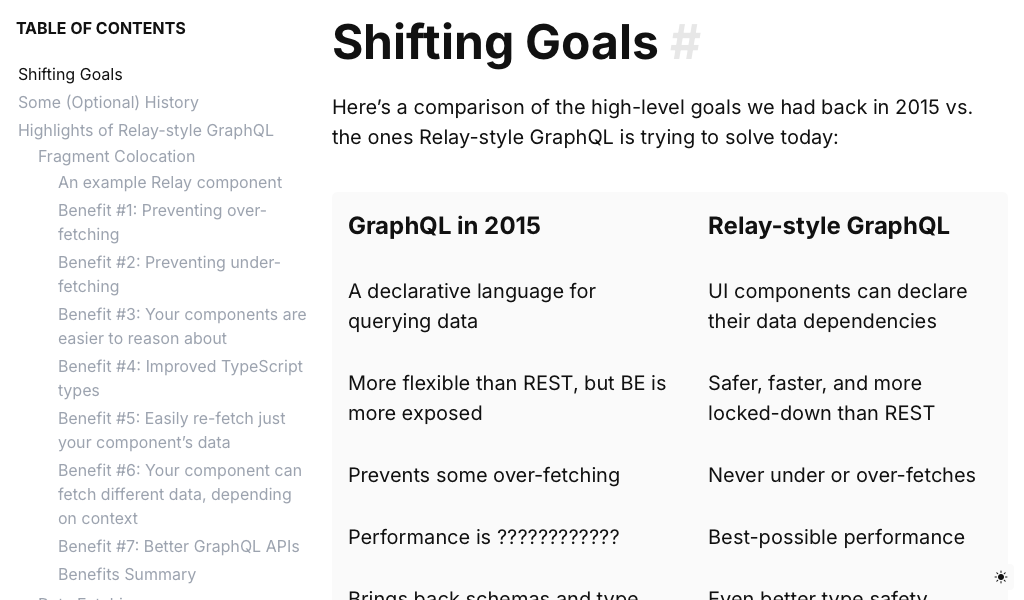 TABLE OF CONTENTS
Shifting Goals
Some (Optional) History
Highlights of Relay-style GraphQL
Fragment Colocation
An example Relay component
Benefit #1: Preventing over-
fetching
Benefit #2: Preventing under-
fetching
Benefit #3: Your components are
easier to reason about
Benefit #4: Improved TypeScript
types
Benefit #5: Easily re-fetch just
your component’s data
Benefit #6: Your component can
fetch different data, depending
on context
Benefit #7: Better GraphQL APIs
Benefits Summary
Shifting Goals #
Here’s a comparison of the high-level goals we had back in 2015 vs.
the ones Relay-style GraphQL is trying to solve today:
GraphQL in 2015
Relay-style GraphQL
A declarative language for
querying data
UI components can declare
their data dependencies
More flexible than REST, but BE is
more exposed
Safer, faster, and more
locked-down than REST
Prevents some over-fetching
Never under or over-fetches
Performance is ????????????
Best-possible performance
Brings back schemas and type
Even better type safety